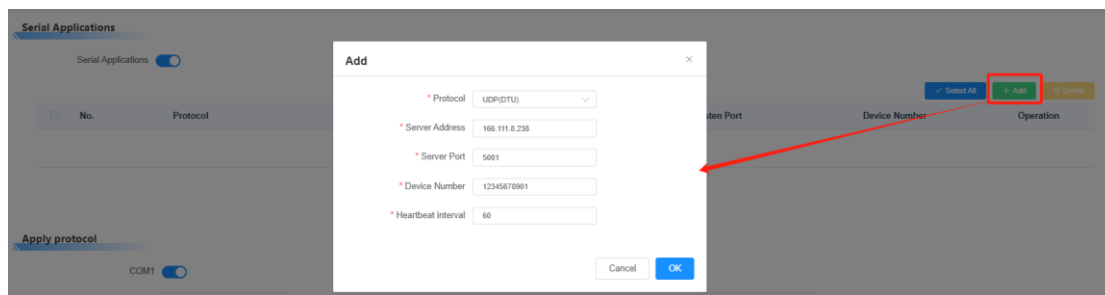 Serial Applications
Serial Applications
Add
* Protocol UDP(DTU)
* Server Address 166.111.8.238
* Server Port 5001
* Device Number 12345678901
* Heartbeat interval 60
Cancel OK
Select All + Add Delete
No. Protocol sten Port Device Number Operation
Apply protocol
COM1